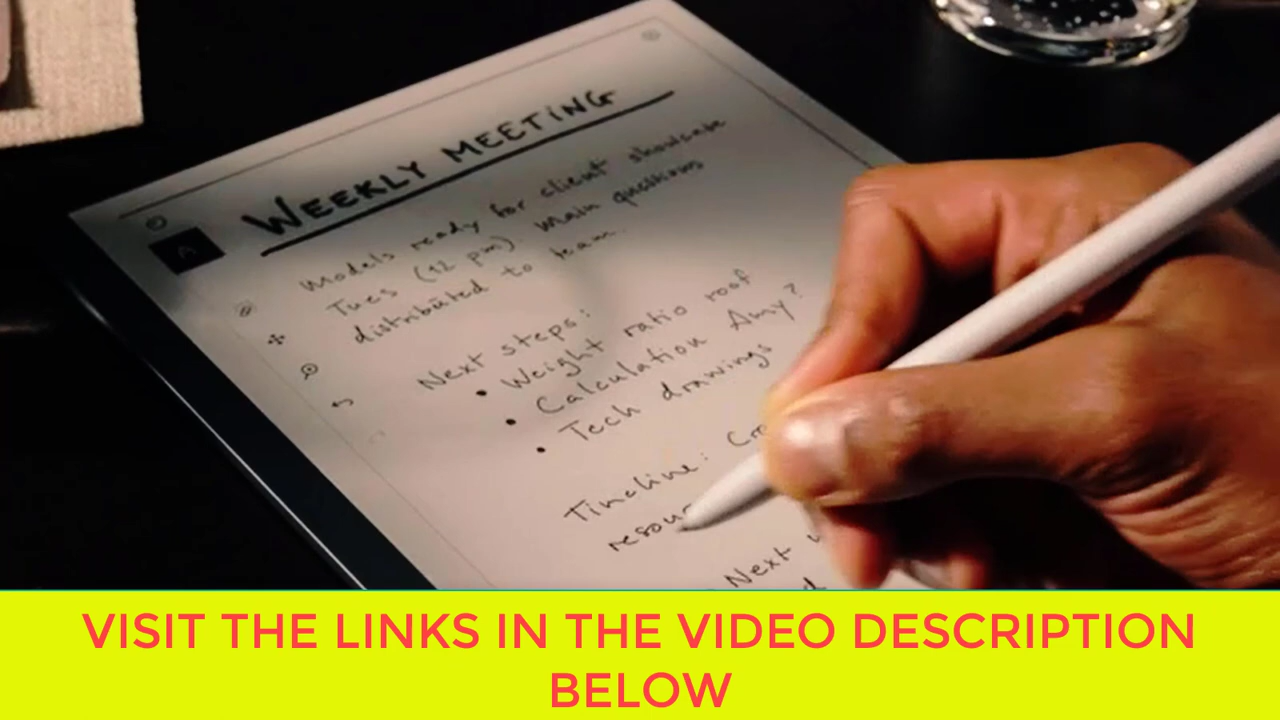 WEEKLY MEETING
A
Models ready for client showcase
Tues (12 pm). Main questions
distributed to team.
Next steps:
• Weight ratio roof
• Calculation Amy?
• Tech drawings
Timeline:
Next
VISIT THE LINKS IN THE VIDEO DESCRIPTION
BELOW